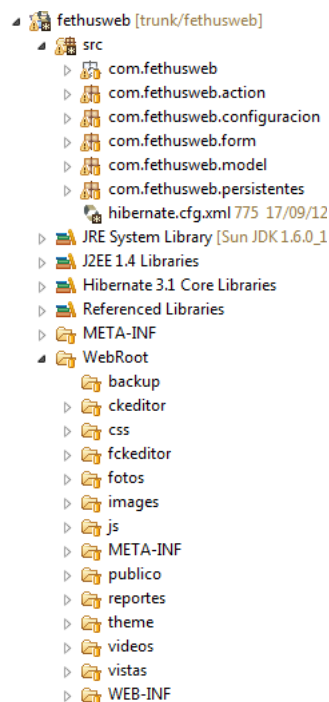 fethusweb [trunk/fethusweb]
src
com.fethusweb
com.fethusweb.action
com.fethusweb.configuracion
com.fethusweb.form
com.fethusweb.model
com.fethusweb.persistentes
hibernate.cfg.xml 775 17/09/12
JRE System Library [Sun JDK 1.6.0_1
J2EE 1.4 Libraries
Hibernate 3.1 Core Libraries
Referenced Libraries
META-INF
WebRoot
backup
ckeditor
css
fckeditor
fotos
images
js
META-INF
publico
reportes
theme
videos
vistas
WEB-INF